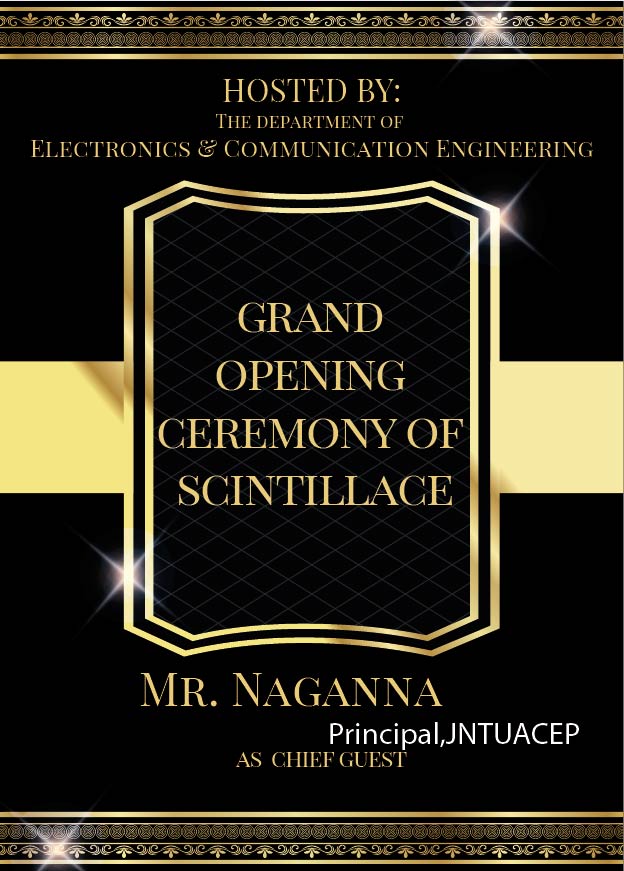 HOSTED BY:
The department of
Electronics & Communication Engineering
GRAND
OPENING
CEREMONY OF
SCINTILLACE
Mr. Naganna
Principal,JNTUACEP
as chief guest